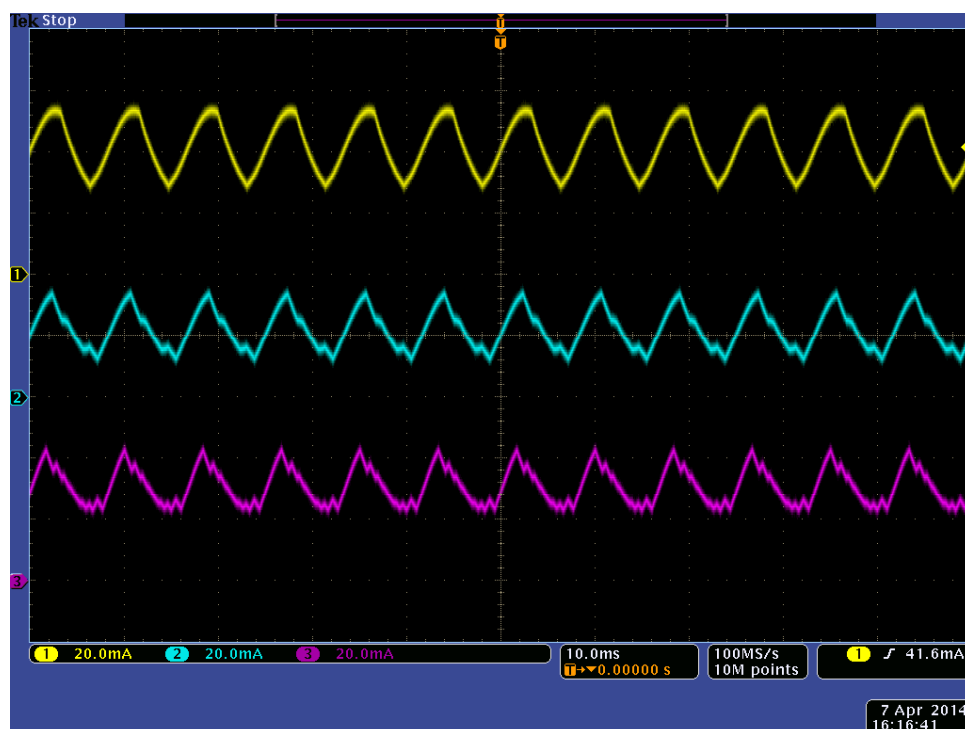 Tek Stop
T
T
1
2
3
1 20.0mA 2 20.0mA 3 20.0mA
10.0ms
T→▼0.00000 s
100MS/s
10M points
1 ƒ 41.6mA
7 Apr 2014
16:16:41